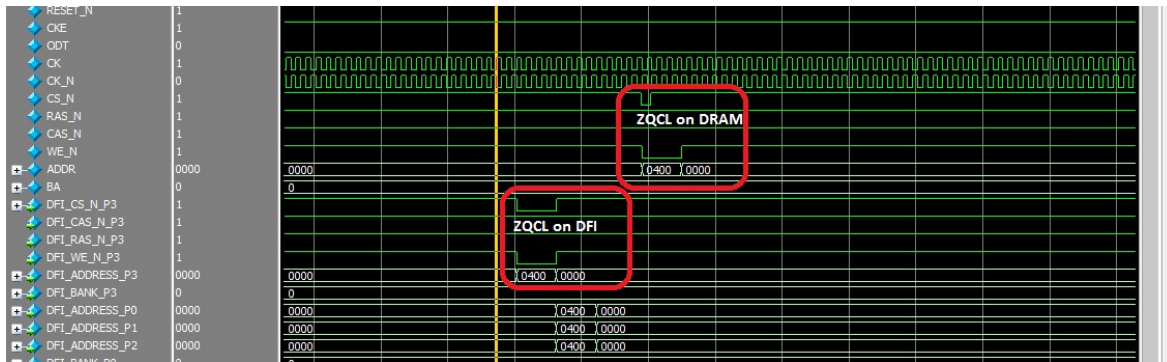 RESET_N 1
CKE 1
ODT 0
CK 1
CK_N 0
CS_N 1
RAS_N 1
CAS_N 1
ZQCL on DRAM
WE_N 1
ADDR 0000 0000 0400 0000
BA 0 0
DFI_CS_N_P3 1
DFI_CAS_N_P3 1
ZQCL on DFI
DFI_RAS_N_P3 1
DFI_WE_N_P3 1
DFI_ADDRESS_P3 0000 0000 0400 0000
DFI_BANK_P3 0 0
DFI_ADDRESS_P0 0000 0000 0400 0000
DFI_ADDRESS_P1 0000 0000 0400 0000
DFI_ADDRESS_P2 0000 0000 0400 0000